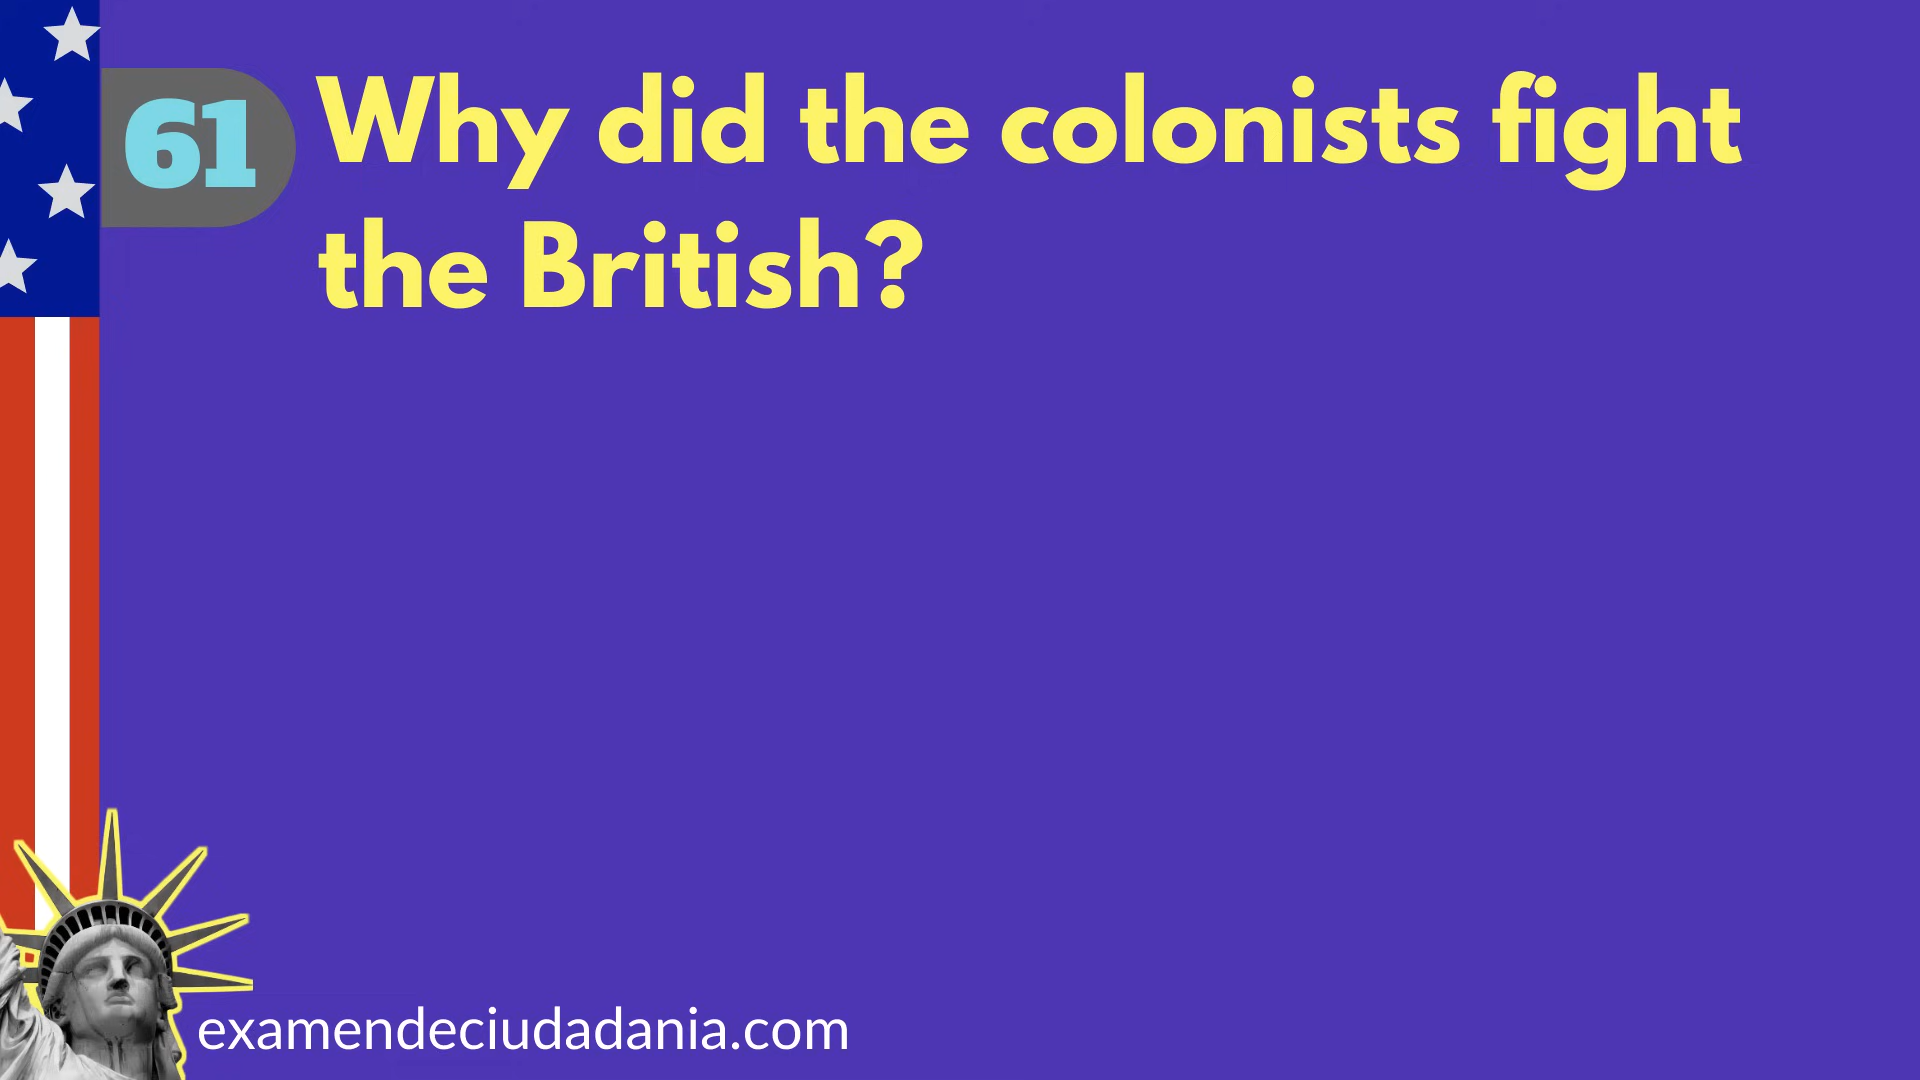 61
Why did the colonists fight
the British?
examendeciudadania.com